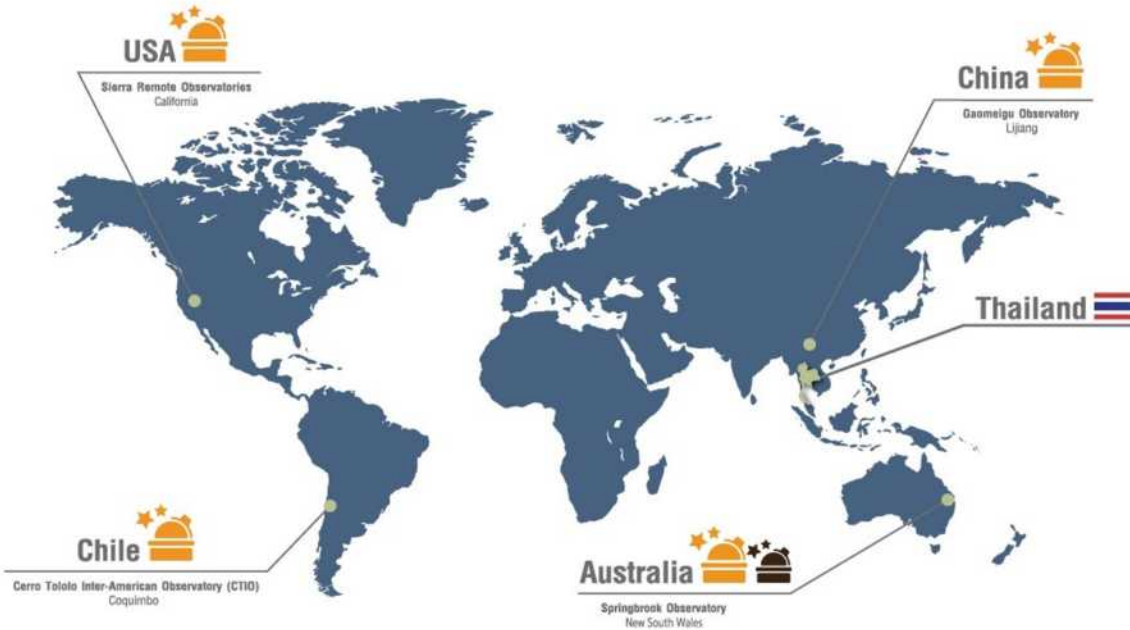 USA
Sierra Remote Observatories
California
China
Gaomeigu Observatory
Lijiang
Thailand
Chile
Cerro Tololo Inter-American Observatory (CTIO)
Coquimbo
Australia
Springbrook Observatory
New South Wales